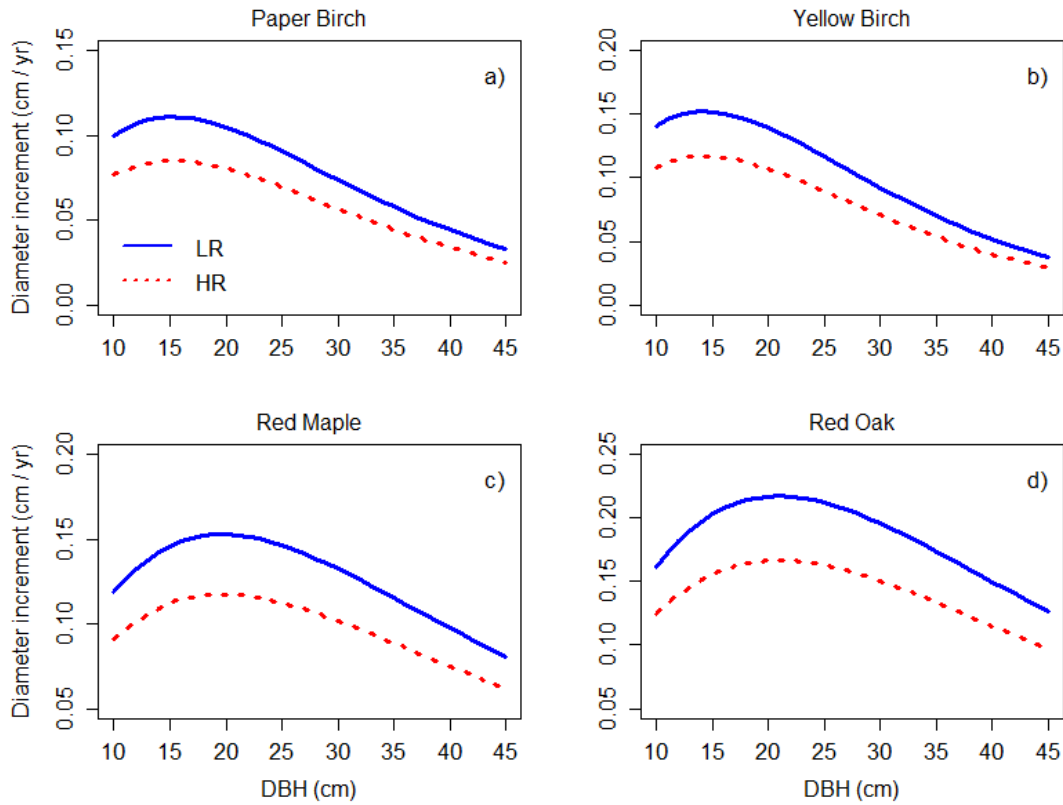 Paper Birch
a)
Diameter increment (cm / yr)
0.15
0.10
0.05
0.00
LR
HR
10 15 20 25 30 35 40 45
Yellow Birch
b)
0.20
0.15
0.10
0.05
0.00
10 15 20 25 30 35 40 45
Red Maple
c)
Diameter increment (cm / yr)
0.20
0.15
0.10
0.05
10 15 20 25 30 35 40 45
DBH (cm)
Red Oak
d)
0.25
0.20
0.15
0.10
0.05
10 15 20 25 30 35 40 45
DBH (cm)